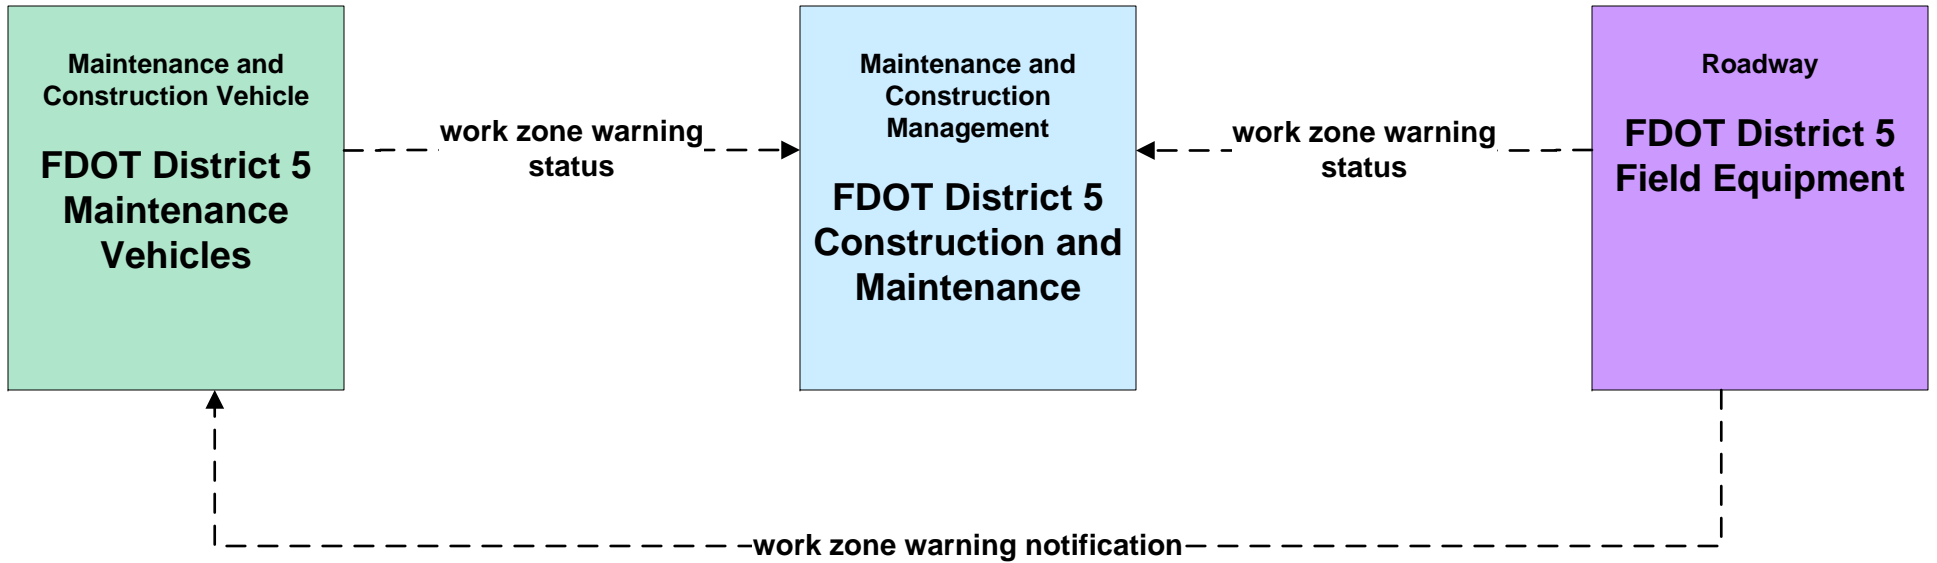 Maintenance and
Construction Vehicle
FDOT District 5
Maintenance
Vehicles
work zone warning
status
Maintenance and
Construction
Management
FDOT District 5
Construction and
Maintenance
work zone warning
status
Roadway
FDOT District 5
Field Equipment
work zone warning notification